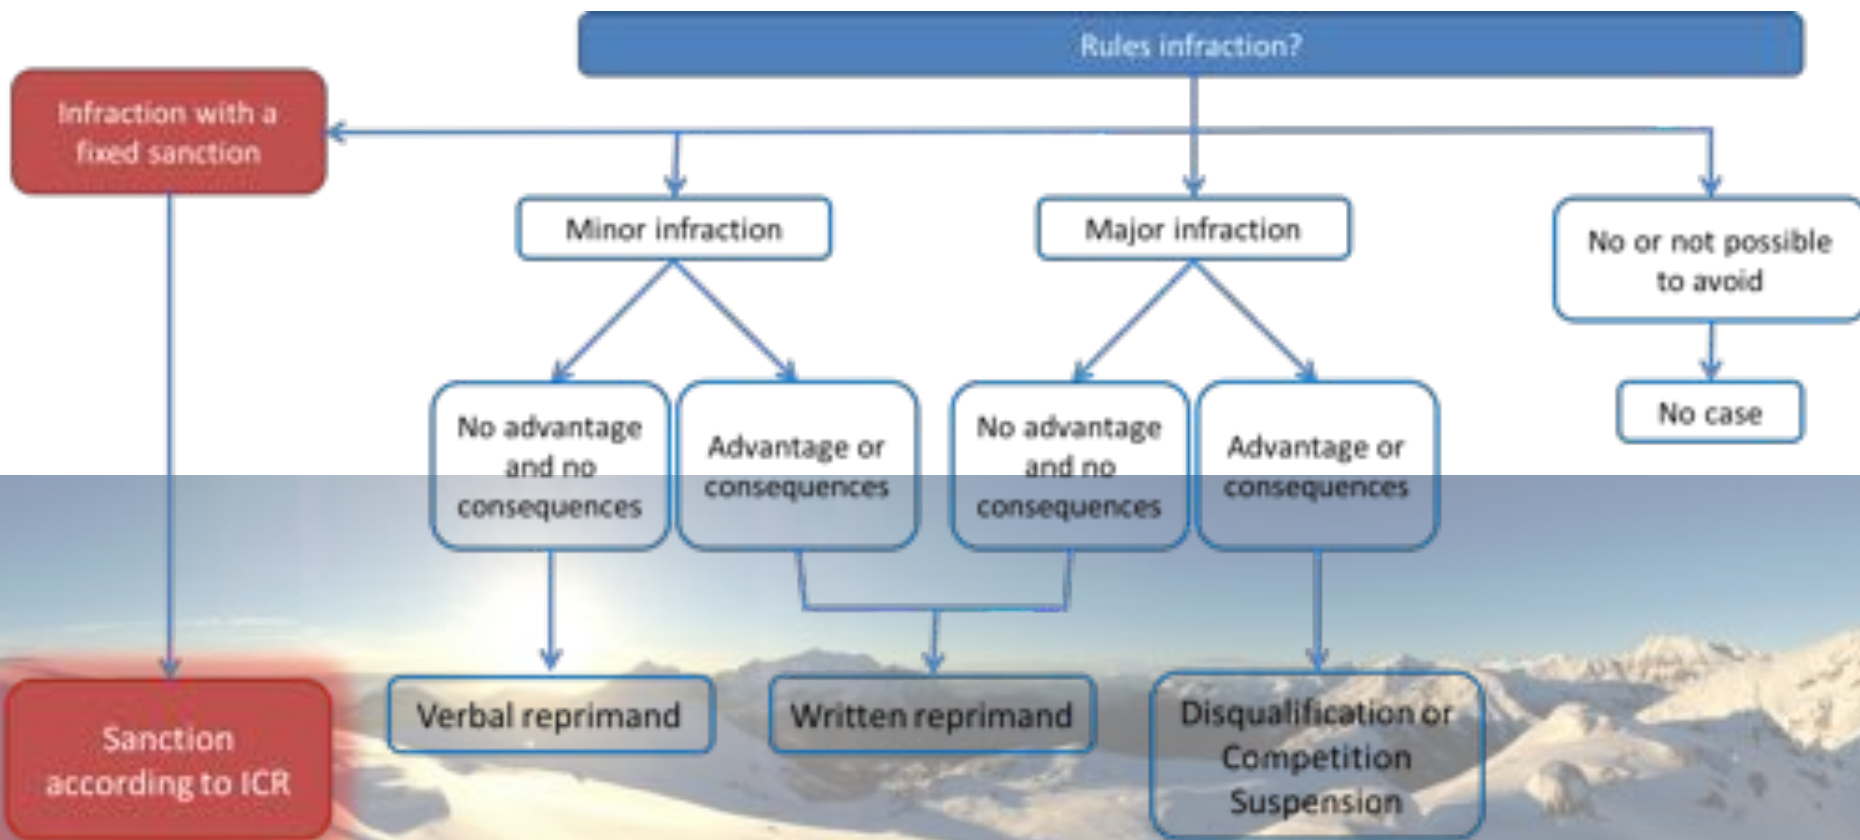 Rules infraction?
Infraction with a
fixed sanction
Minor infraction
Major infraction
No or not possible
to avoid
No advantage
and no
consequences
Advantage or
consequences
No advantage
and no
consequences
Advantage or
consequences
No case
Sanction
according to ICR
Verbal reprimand
Written reprimand
Disqualification or
Competition
Suspension